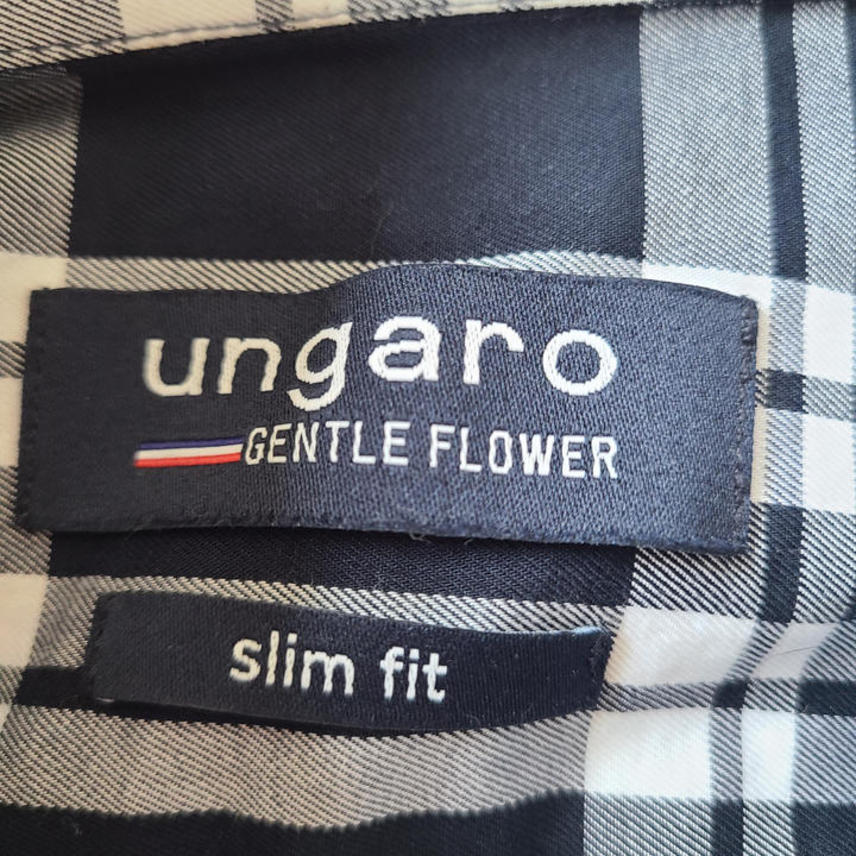 ungaro
GENTLE FLOWER
slim fit